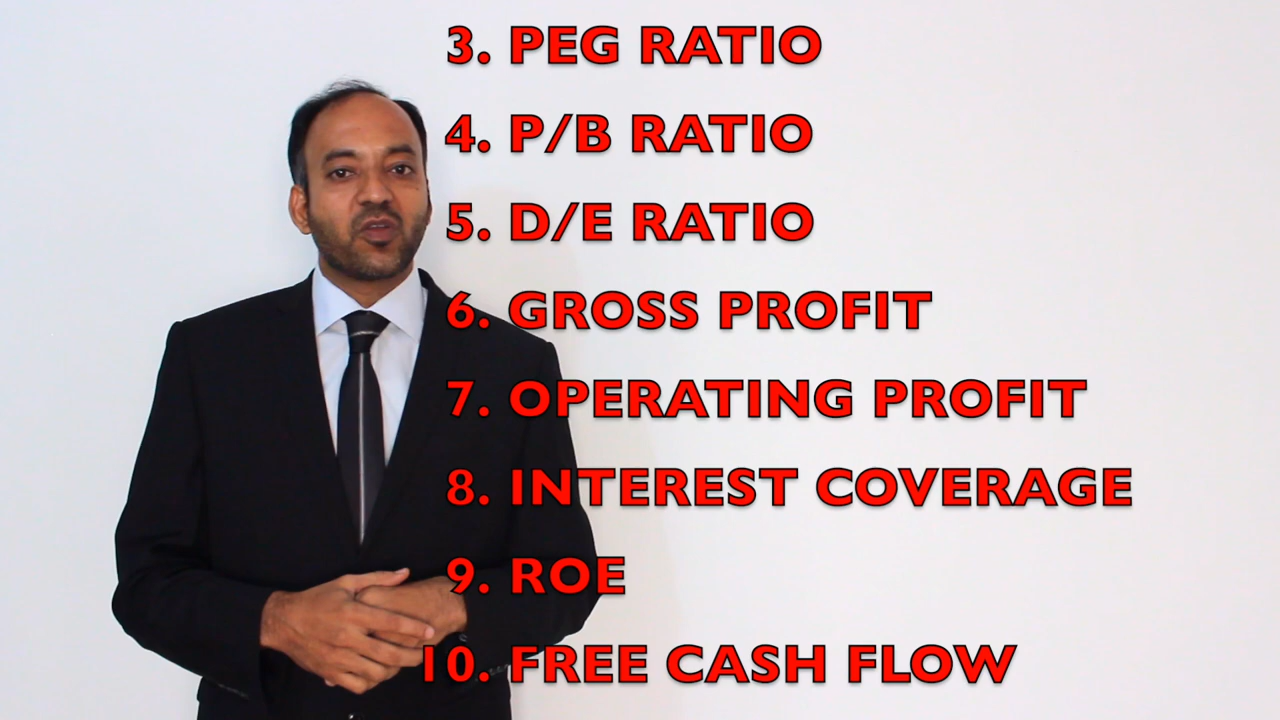 3. PEG RATIO
4. P/B RATIO
5. D/E RATIO
6. GROSS PROFIT
7. OPERATING PROFIT
8. INTEREST COVERAGE
9. ROE
10. FREE CASH FLOW